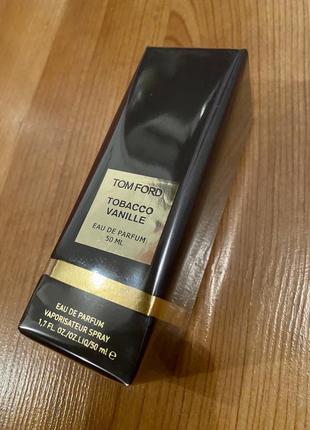 TOM FORD
TOBACCO
VANILLE
EAU DE PARFUM
50 ML
EAU DE PARFUM
VAPORISATEUR SPRAY
1,7 FL. OZ./OZ.LIQ/50 ml ℮